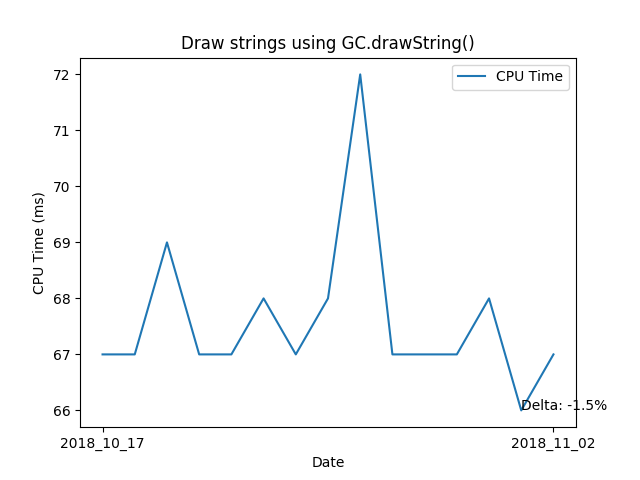 Draw strings using GC.drawString()
CPU Time
72
71
70
69
68
67
66
CPU Time (ms)
Delta: -1.5%
2018_10_17
2018_11_02
Date